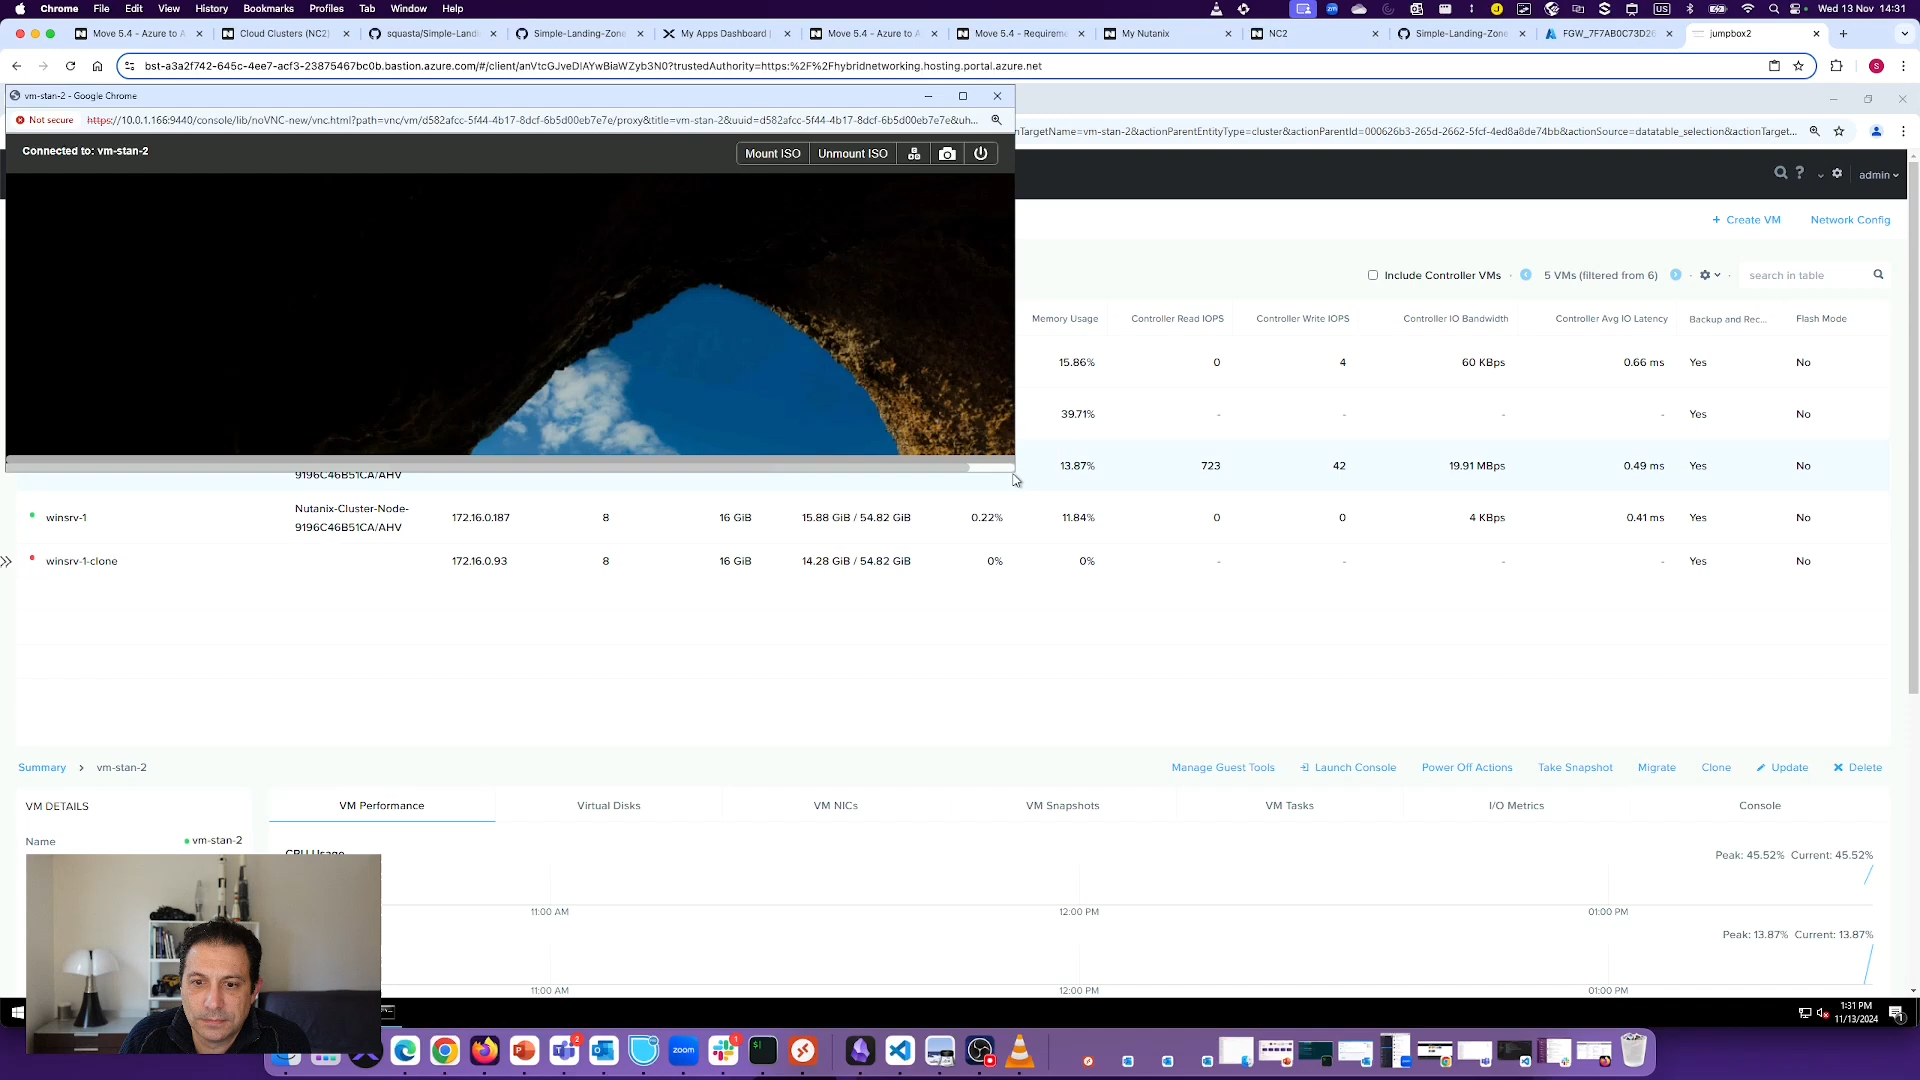 Chrome File Edit View History Bookmarks Profiles Tab Window Help
Wed 13 Nov 14:31
Move 5.4 - Azure to A
Cloud Clusters (NC2)
squasta/Simple-Landi
Simple-Landing-Zone
My Apps Dashboard
Move 5.4 - Azure to A
Move 5.4 - Requireme
My Nutanix
NC2
Simple-Landing-Zone
FGW_7F7AB0C73D26
jumpbox2
bst-a3a2f742-645c-4ee7-acf3-23875467bc0b.bastion.azure.com/#/client/anVtcGJveDIAYwBiaWZyb3N0?trustedAuthority=https:%2F%2Fhybridnetworking.hosting.portal.azure.net
vm-stan-2 - Google Chrome
Not secure https://10.0.1.166:9440/console/lib/noVNC-new/vnc.html?path=vnc/vm/d582afcc-5f44-4b17-8dcf-6b5d00eb7e7e/proxy&title=vm-stan-2&uuid=d582afcc-5f44-4b17-8dcf-6b5d00eb7e7e&uh...
nTargetName=vm-stan-2&actionParentEntityType=cluster&actionParentId=000626b3-265d-2662-5fcf-4ed8a8de74bb&actionSource=datatable_selection&actionTarget...
Connected to: vm-stan-2
Mount ISO Unmount ISO
? admin
+ Create VM Network Config
Include Controller VMs · 5 VMs (filtered from 6) · · search in table
Memory Usage Controller Read IOPS Controller Write IOPS Controller IO Bandwidth Controller Avg IO Latency Backup and Rec... Flash Mode
15.86% 0 4 60 KBps 0.66 ms Yes No
39.71% - - - - Yes No
13.87% 723 42 19.91 MBps 0.49 ms Yes No
9196C46B51CA/AHV
winsrv-1 Nutanix-Cluster-Node-9196C46B51CA/AHV 172.16.0.187 8 16 GiB 15.88 GiB / 54.82 GiB 0.22% 11.84% 0 0 4 KBps 0.41 ms Yes No
winsrv-1-clone 172.16.0.93 8 16 GiB 14.28 GiB / 54.82 GiB 0% 0% - - - - Yes No
Summary > vm-stan-2
Manage Guest Tools Launch Console Power Off Actions Take Snapshot Migrate Clone Update Delete
VM DETAILS
VM Performance Virtual Disks VM NICs VM Snapshots VM Tasks I/O Metrics Console
Name vm-stan-2
CPU Usage
Peak: 45.52% Current: 45.52%
11:00 AM 12:00 PM 01:00 PM
Peak: 13.87% Current: 13.87%
11:00 AM 12:00 PM 01:00 PM
1:31 PM
11/13/2024
zoom